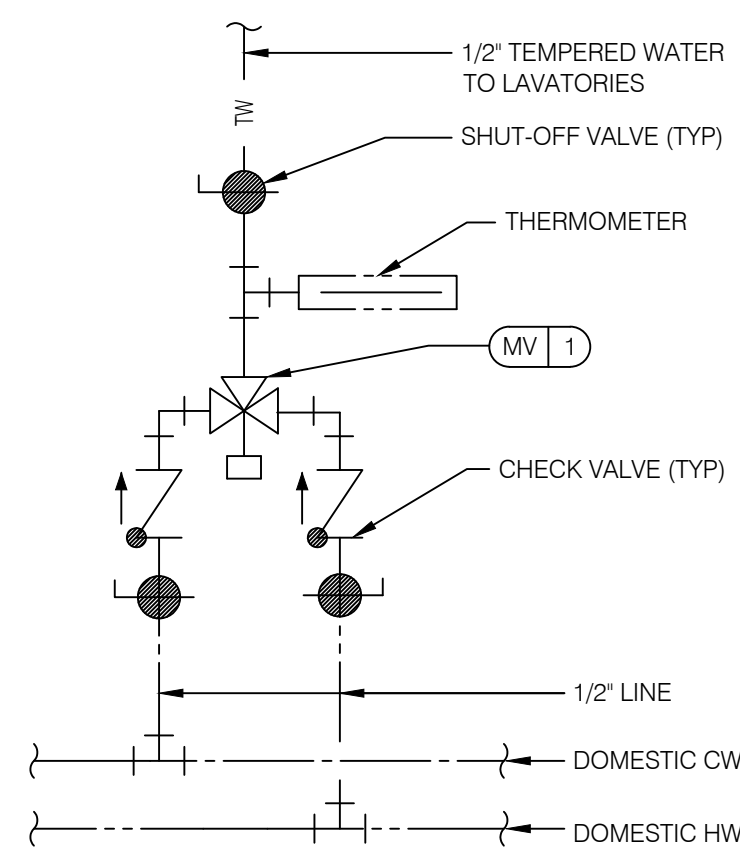 1/2" TEMPERED WATER
TO LAVATORIES
TW
SHUT-OFF VALVE (TYP)
THERMOMETER
MV 1
CHECK VALVE (TYP)
1/2" LINE
DOMESTIC CW
DOMESTIC HW